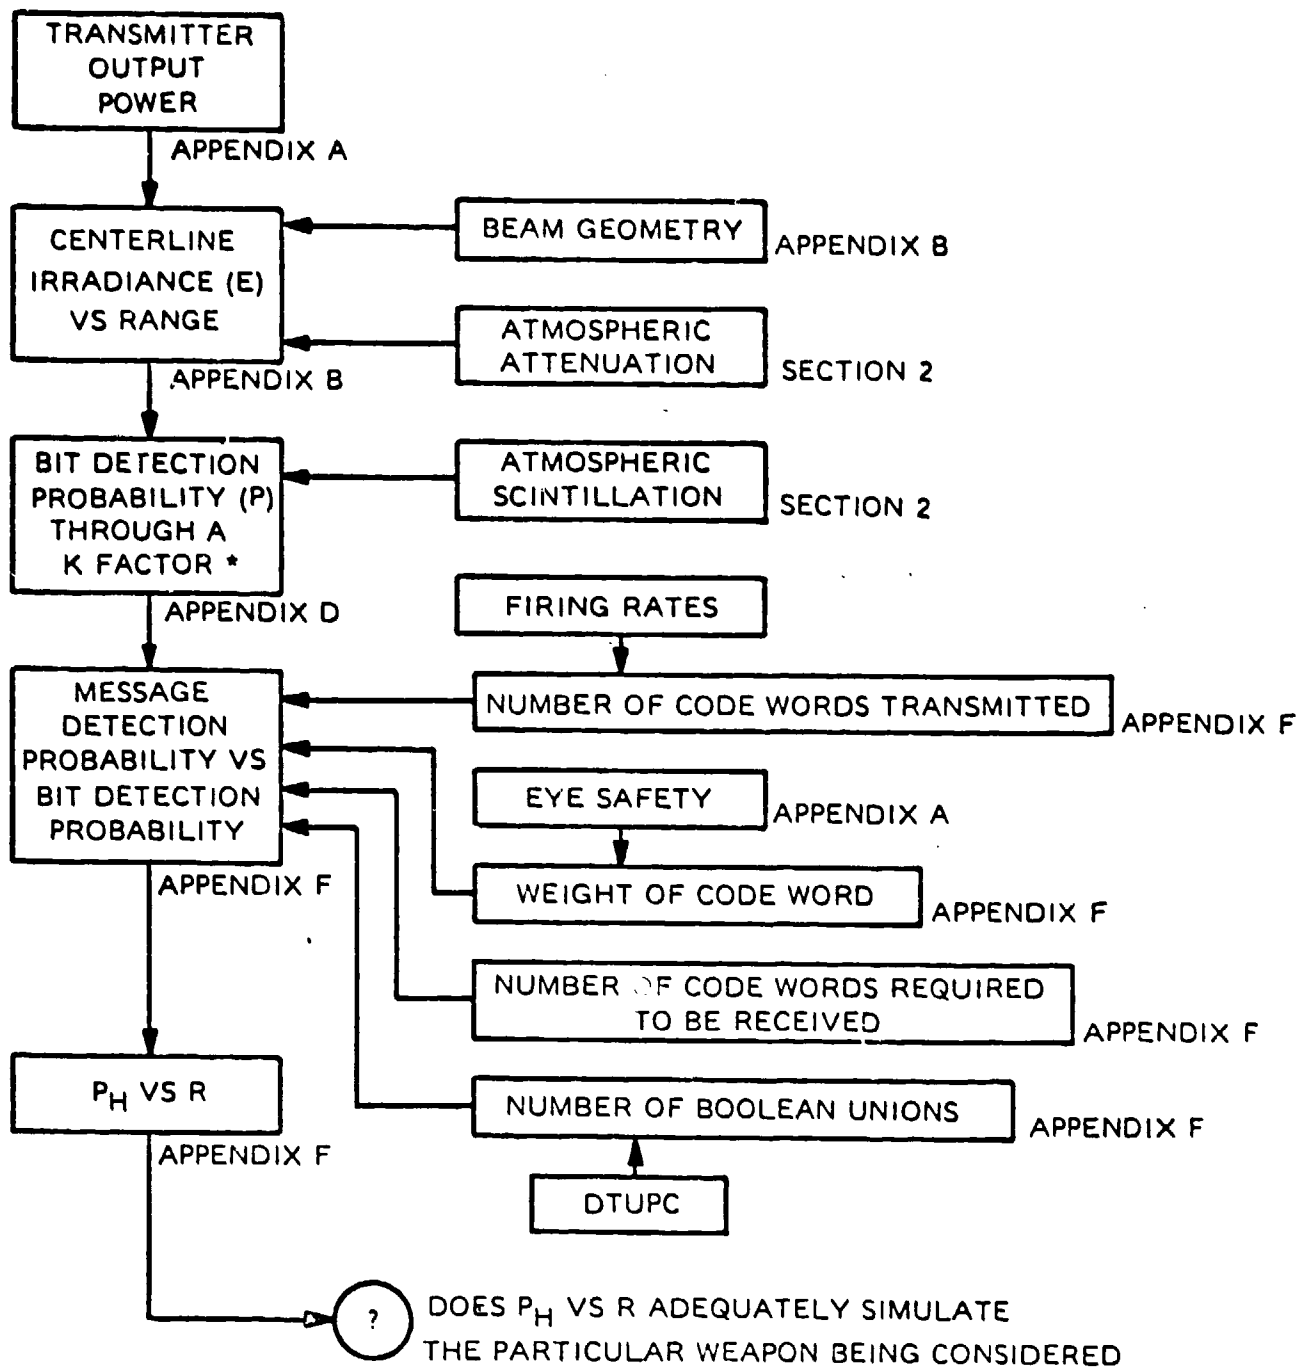 TRANSMITTER
OUTPUT
POWER
APPENDIX A
CENTERLINE
IRRADIANCE (E)
VS RANGE
BEAM GEOMETRY
APPENDIX B
ATMOSPHERIC
ATTENUATION
SECTION 2
APPENDIX B
BIT DETECTION
PROBABILITY (P)
THROUGH A
K FACTOR *
ATMOSPHERIC
SCINTILLATION
SECTION 2
APPENDIX D
FIRING RATES
MESSAGE
DETECTION
PROBABILITY VS
BIT DETECTION
PROBABILITY
NUMBER OF CODE WORDS TRANSMITTED
APPENDIX F
EYE SAFETY
APPENDIX A
APPENDIX F
WEIGHT OF CODE WORD
APPENDIX F
NUMBER OF CODE WORDS REQUIRED
TO BE RECEIVED
APPENDIX F
PH VS R
APPENDIX F
NUMBER OF BOOLEAN UNIONS
APPENDIX F
DTUPC
?
DOES PH VS R ADEQUATELY SIMULATE
THE PARTICULAR WEAPON BEING CONSIDERED